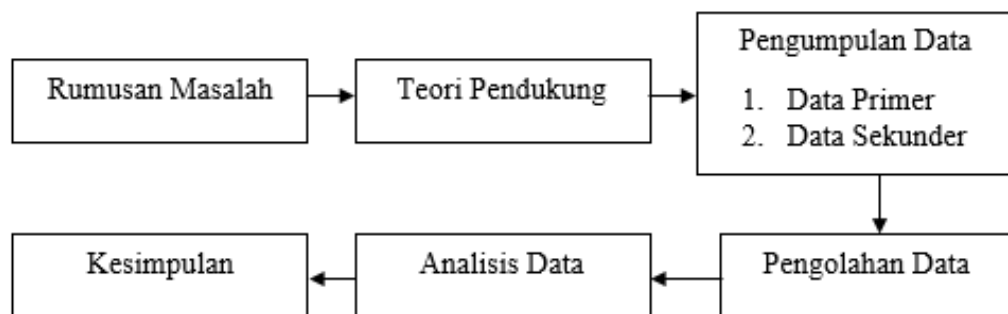 Rumusan Masalah
Teori Pendukung
Pengumpulan Data
1. Data Primer
2. Data Sekunder
Pengolahan Data
Analisis Data
Kesimpulan